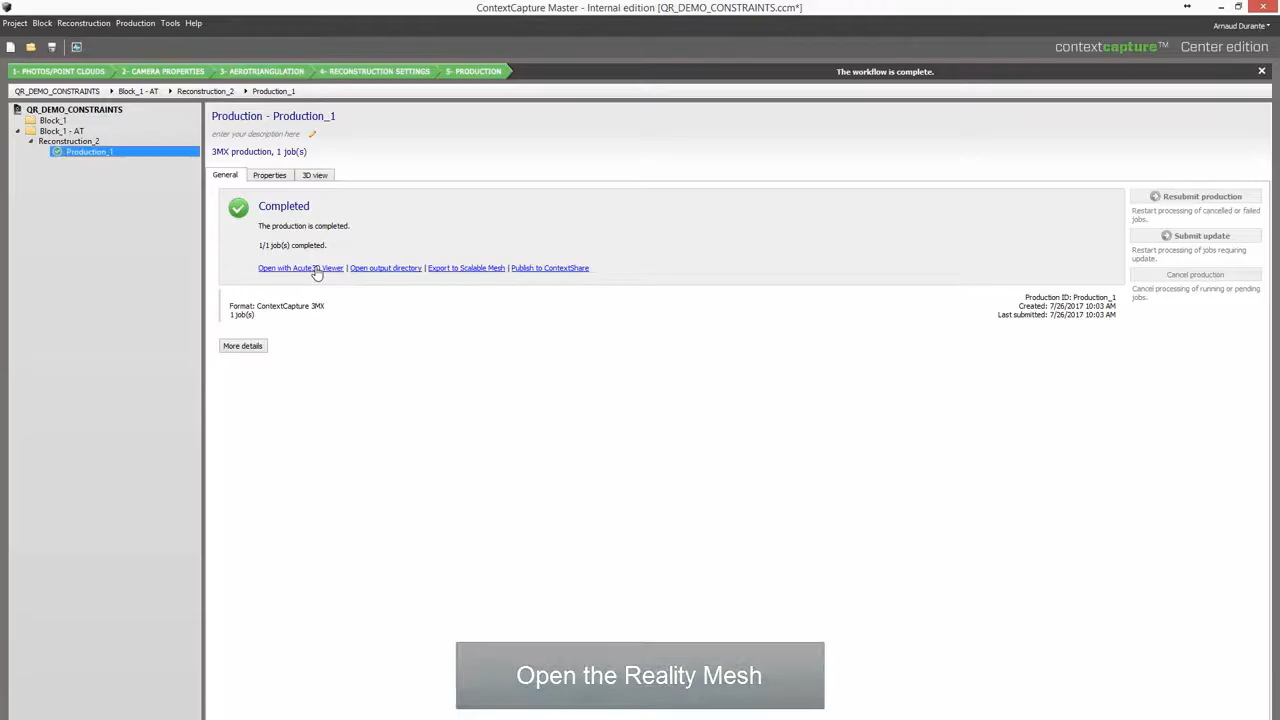 ContextCapture Master - Internal edition [QR_DEMO_CONSTRAINTS.ccm*]
Project Block Reconstruction Production Tools Help
Arnaud Durante
contextcapture™ Center edition
1- PHOTOS/POINT CLOUDS 2- CAMERA PROPERTIES 3- AEROTRIANGULATION 4- RECONSTRUCTION SETTINGS 5- PRODUCTION
The workflow is complete.
QR_DEMO_CONSTRAINTS Block_1 - AT Reconstruction_2 Production_1
QR_DEMO_CONSTRAINTS
Block_1
Block_1 - AT
Reconstruction_2
Production_1
Production - Production_1
enter your description here
3MX production, 1 job(s)
General Properties 3D view
Completed
The production is completed.
1/1 job(s) completed.
Open with Acute3D Viewer | Open output directory | Export to Scalable Mesh | Publish to ContextShare
Format: ContextCapture 3MX
1 job(s)
Production ID: Production_1
Created: 7/26/2017 10:03 AM
Last submitted: 7/26/2017 10:03 AM
More details
Resubmit production
Restart processing of cancelled or failed
jobs.
Submit update
Restart processing of jobs requiring
update.
Cancel production
Cancel processing of running or pending
jobs.
Open the Reality Mesh